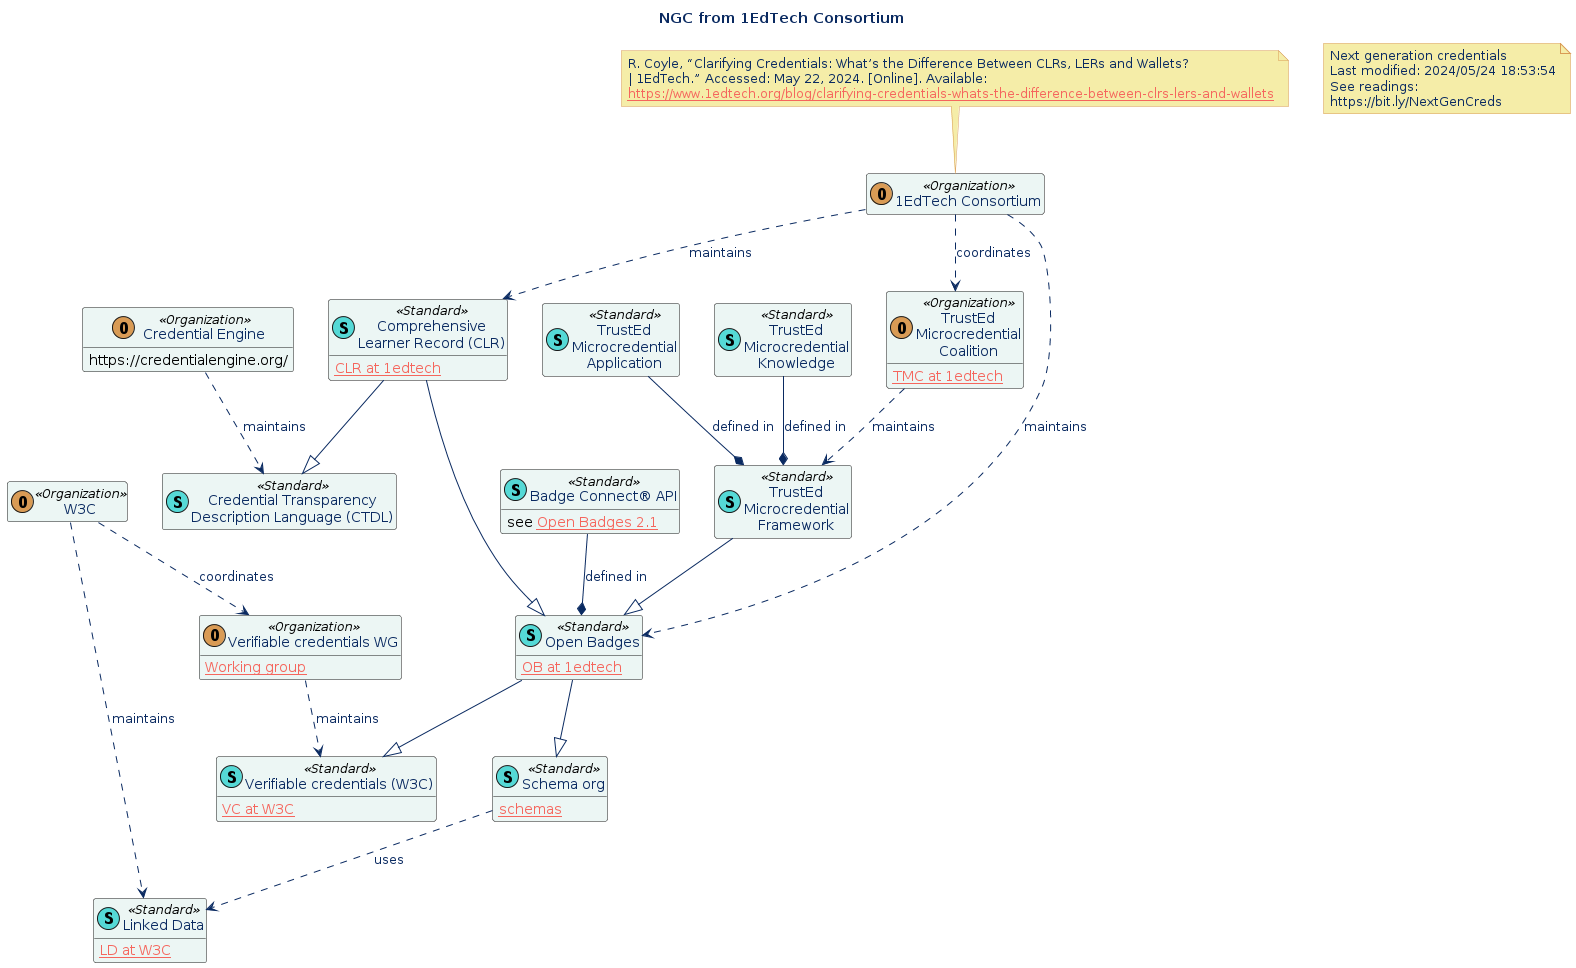 NGC from 1EdTech Consortium
R. Coyle, “Clarifying Credentials: What’s the Difference Between CLRs, LERs and Wallets?
| 1EdTech.” Accessed: May 22, 2024. [Online]. Available:
https://www.1edtech.org/blog/clarifying-credentials-whats-the-difference-between-clrs-lers-and-wallets
Next generation credentials
Last modified: 2024/05/24 18:53:54
See readings:
https://bit.ly/NextGenCreds
O
«Organization»
1EdTech Consortium
maintains
coordinates
O
«Organization»
Credential Engine
https://credentialengine.org/
S
«Standard»
Comprehensive
Learner Record (CLR)
CLR at 1edtech
S
«Standard»
TrustEd
Microcredential
Application
S
«Standard»
TrustEd
Microcredential
Knowledge
O
«Organization»
TrustEd
Microcredential
Coalition
TMC at 1edtech
maintains
defined in
defined in
maintains
maintains
O
«Organization»
W3C
S
«Standard»
Credential Transparency
Description Language (CTDL)
S
«Standard»
Badge Connect® API
see Open Badges 2.1
S
«Standard»
TrustEd
Microcredential
Framework
coordinates
defined in
O
«Organization»
Verifiable credentials WG
Working group
S
«Standard»
Open Badges
OB at 1edtech
maintains
maintains
S
«Standard»
Verifiable credentials (W3C)
VC at W3C
S
«Standard»
Schema org
schemas
uses
S
«Standard»
Linked Data
LD at W3C